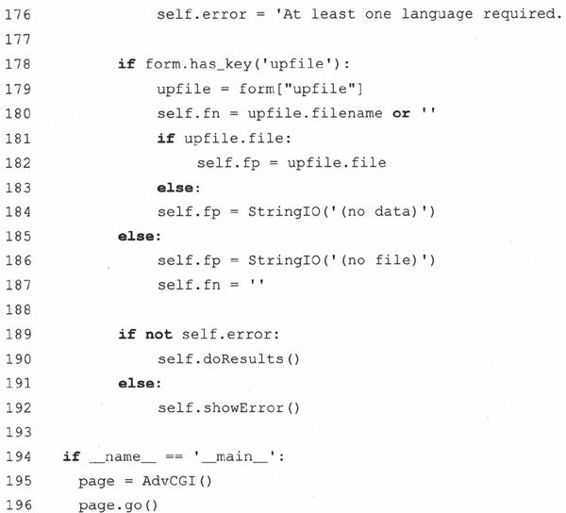 176 self.error = 'At least one language required.
177
178 if form.has_key('upfile'):
179 upfile = form["upfile"]
180 self.fn = upfile.filename or ''
181 if upfile.file:
182 self.fp = upfile.file
183 else:
184 self.fp = StringIO('(no data)')
185 else:
186 self.fp = StringIO('(no file)')
187 self.fn = ''
188
189 if not self.error:
190 self.doResults()
191 else:
192 self.showError()
193
194 if __name__ == '__main__':
195 page = AdvCGI()
196 page.go()